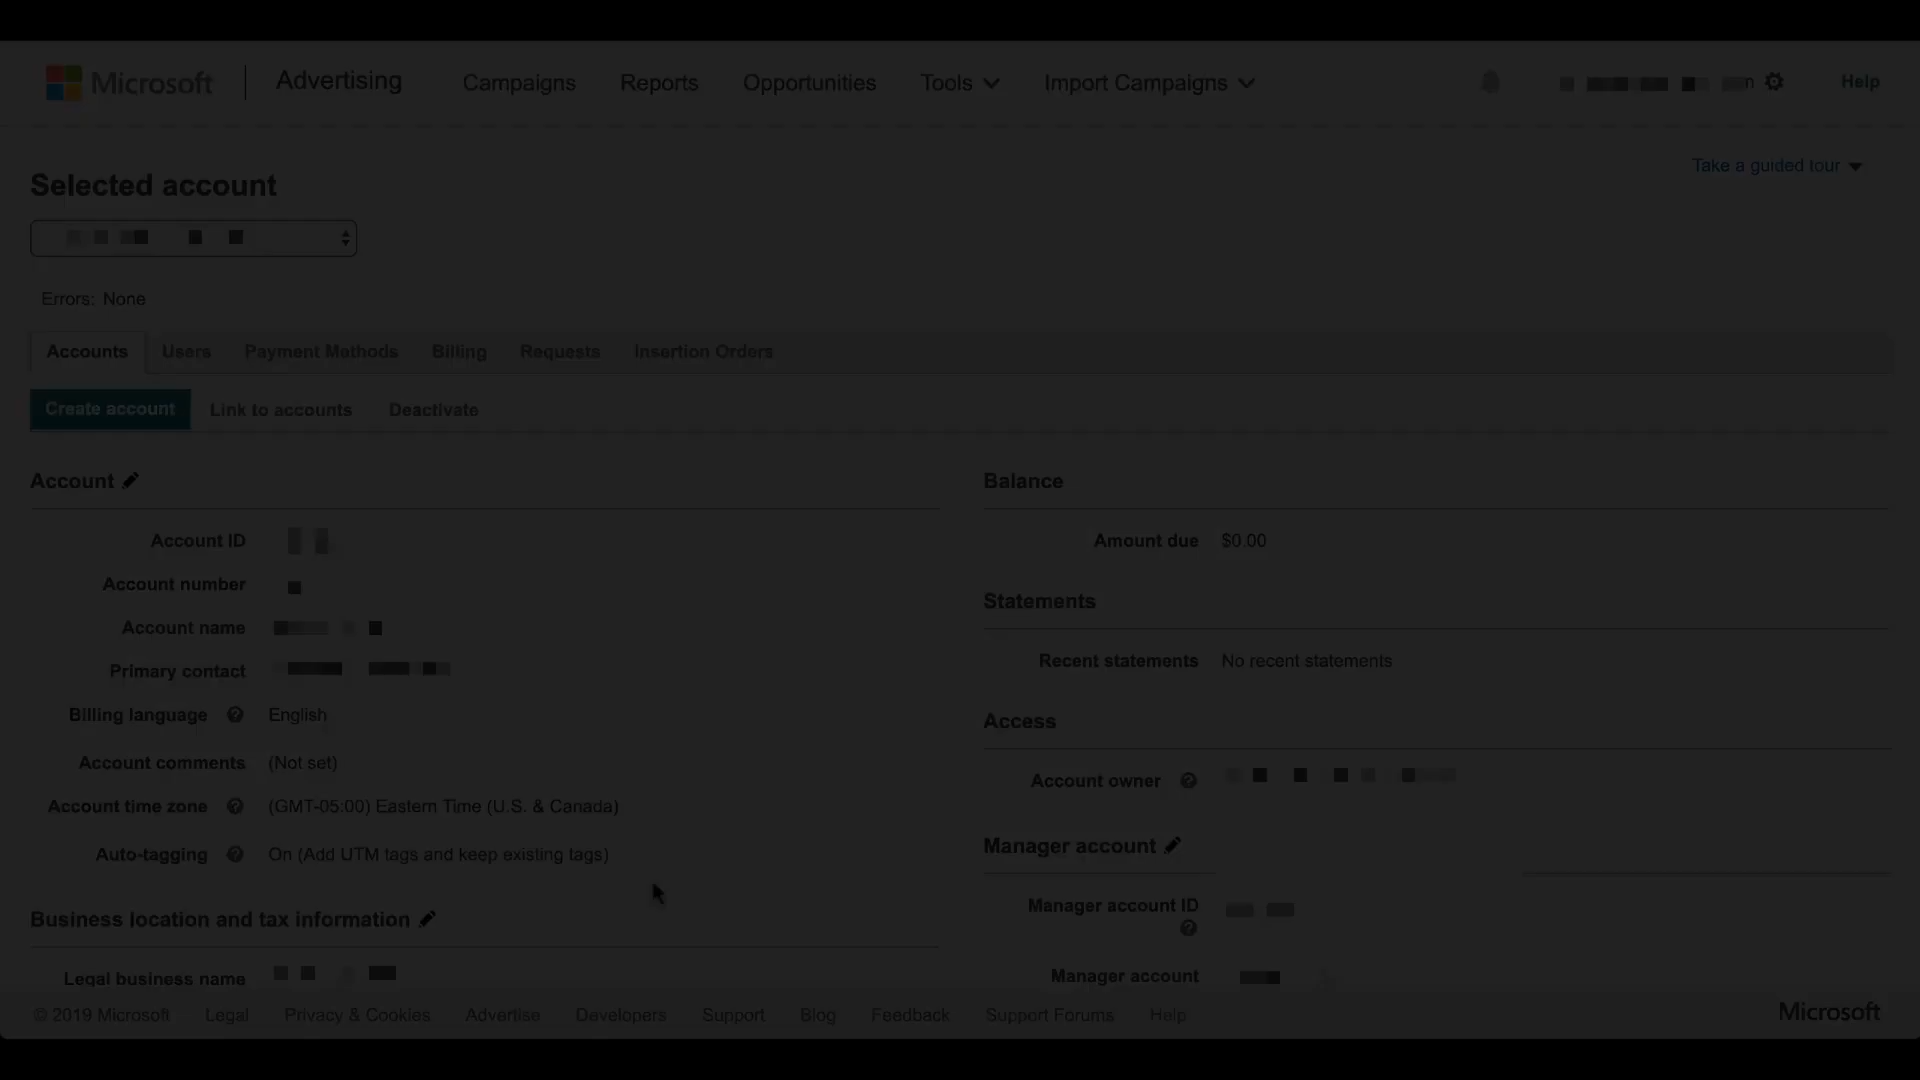 Microsoft Advertising Campaigns Reports Opportunities Tools Import Campaigns Help
Take a guided tour
Selected account
Errors: None
Accounts Users Payment Methods Billing Requests Insertion Orders
Create account Link to accounts Deactivate
Account
Account ID
Account number
Account name
Primary contact
Billing language English
Account comments (Not set)
Account time zone (GMT-05:00) Eastern Time (U.S. & Canada)
Auto-tagging On (Add UTM tags and keep existing tags)
Business location and tax information
Legal business name
Balance
Amount due $0.00
Statements
Recent statements No recent statements
Access
Account owner
Manager account
Manager account ID
Manager account
© 2019 Microsoft Legal Privacy & Cookies Advertise Developers Support Blog Feedback Support Forums Help Microsoft